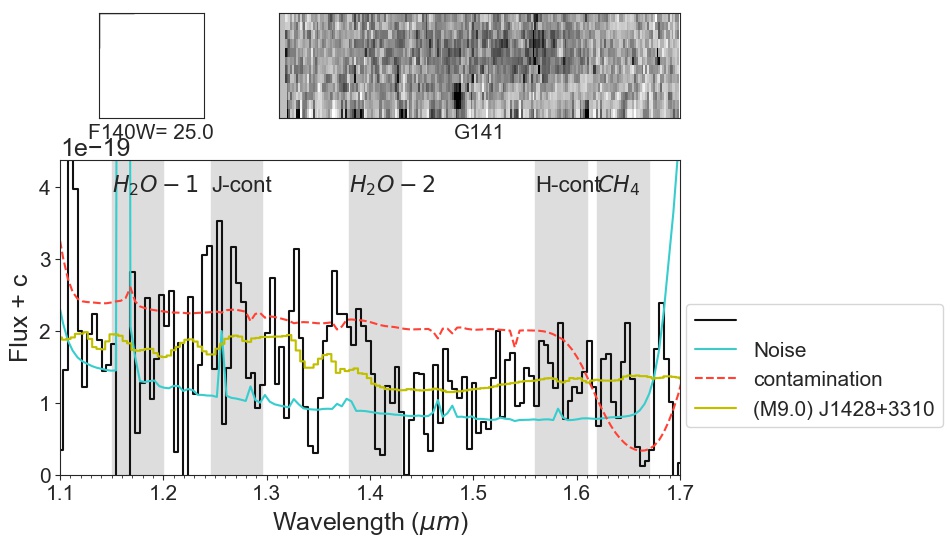 F140W= 25.0
G141
1e−19
H₂O − 1 J-cont H₂O − 2 H-cont CH₄
4
3
2
1
0
Flux + c
1.1 1.2 1.3 1.4 1.5 1.6 1.7
Wavelength (μm)
Noise
contamination
(M9.0) J1428+3310